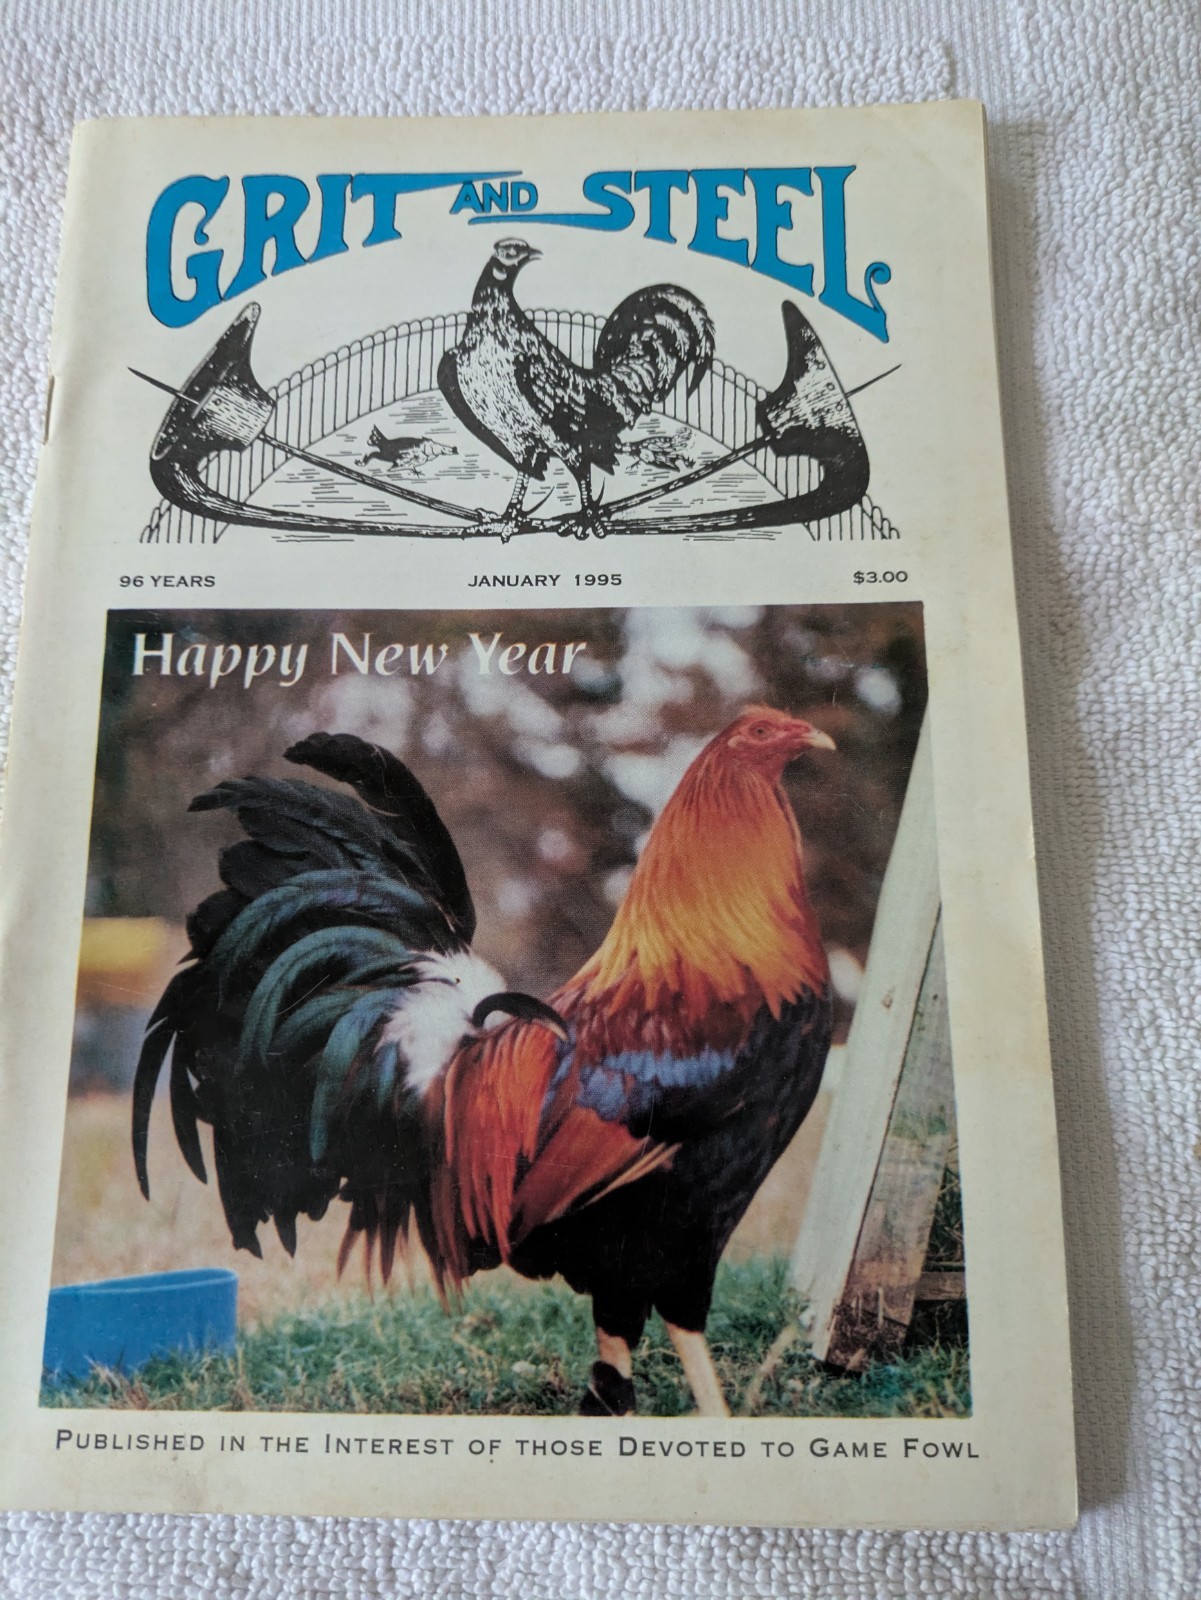 GRIT AND STEEL
96 YEARS JANUARY 1995 $3.00
Happy New Year
PUBLISHED IN THE INTEREST OF THOSE DEVOTED TO GAME FOWL